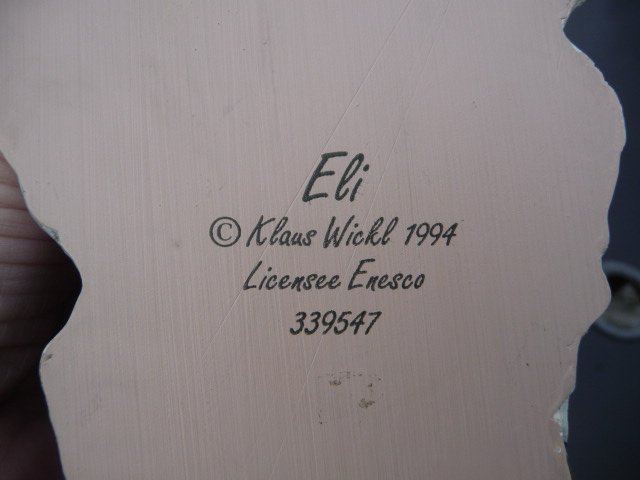 Eli
© Klaus Wickl 1994
Licensee Enesco
339547